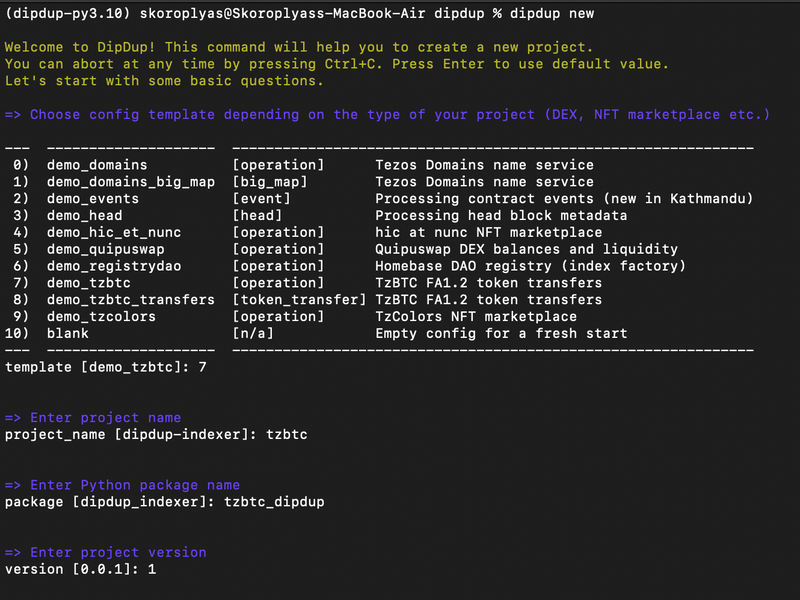 (dipdup-py3.10) skoroplyas@Skoroplyass-MacBook-Air dipdup % dipdup new
Welcome to DipDup! This command will help you to create a new project.
You can abort at any time by pressing Ctrl+C. Press Enter to use default value.
Let's start with some basic questions.
=> Choose config template depending on the type of your project (DEX, NFT marketplace etc.)
0) demo_domains [operation] Tezos Domains name service
1) demo_domains_big_map [big_map] Tezos Domains name service
2) demo_events [event] Processing contract events (new in Kathmandu)
3) demo_head [head] Processing head block metadata
4) demo_hic_et_nunc [operation] hic at nunc NFT marketplace
5) demo_quipuswap [operation] Quipuswap DEX balances and liquidity
6) demo_registrydao [operation] Homebase DAO registry (index factory)
7) demo_tzbtc [operation] TzBTC FA1.2 token transfers
8) demo_tzbtc_transfers [token_transfer] TzBTC FA1.2 token transfers
9) demo_tzcolors [operation] TzColors NFT marketplace
10) blank [n/a] Empty config for a fresh start
template [demo_tzbtc]: 7
=> Enter project name
project_name [dipdup-indexer]: tzbtc
=> Enter Python package name
package [dipdup_indexer]: tzbtc_dipdup
=> Enter project version
version [0.0.1]: 1